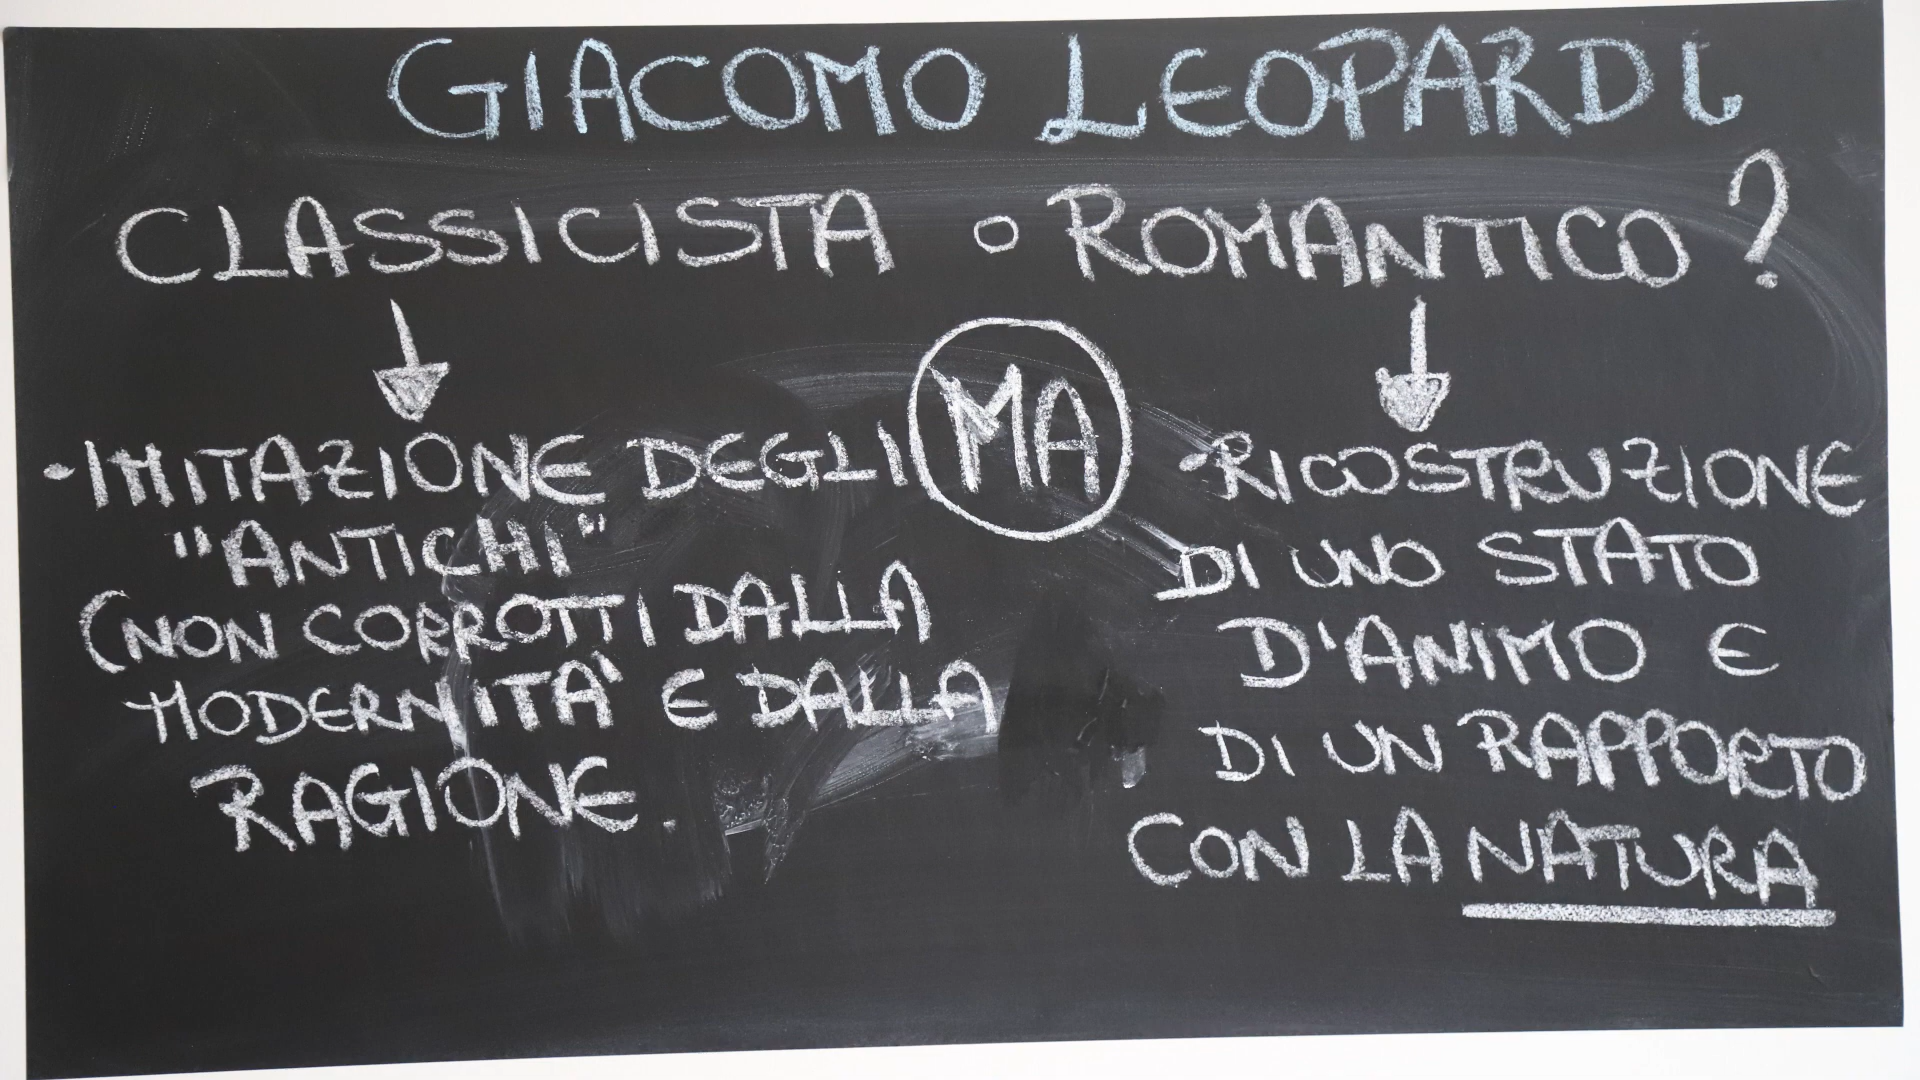 GIACOMO LEOPARDI
CLASSICISTA o ROMANTICO?
MA
•IMITAZIONE DEGLI
"ANTICHI"
(NON CORROTTI DALLA
MODERNITÀ E DALLA
RAGIONE.
•RICOSTRUZIONE
DI UNO STATO
D'ANIMO E
DI UN RAPPORTO
CON LA NATURA